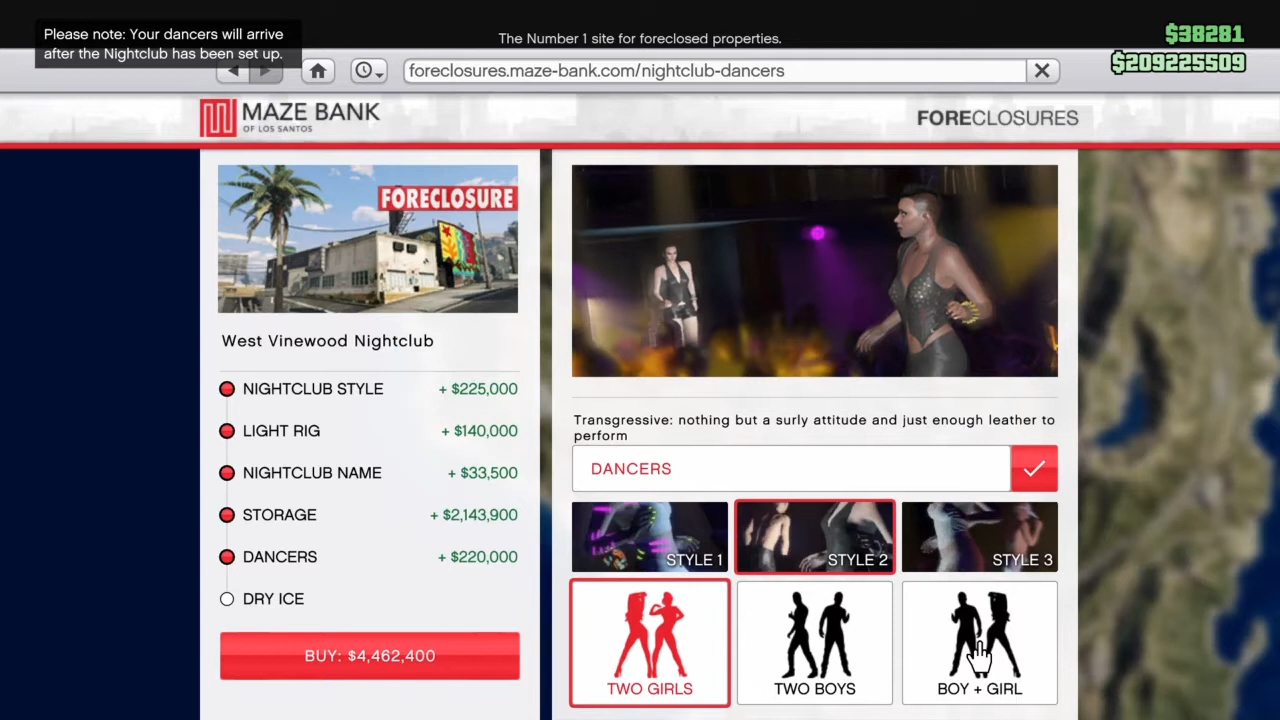 Please note: Your dancers will arrive
after the Nightclub has been set up.
The Number 1 site for foreclosed properties.
$38281
$209225509
foreclosures.maze-bank.com/nightclub-dancers
MAZE BANK
OF LOS SANTOS
FORECLOSURES
FORECLOSURE
West Vinewood Nightclub
NIGHTCLUB STYLE + $225,000
LIGHT RIG + $140,000
NIGHTCLUB NAME + $33,500
STORAGE + $2,143,900
DANCERS + $220,000
DRY ICE
BUY: $4,462,400
Transgressive: nothing but a surly attitude and just enough leather to
perform
DANCERS
STYLE 1
STYLE 2
STYLE 3
TWO GIRLS
TWO BOYS
BOY + GIRL